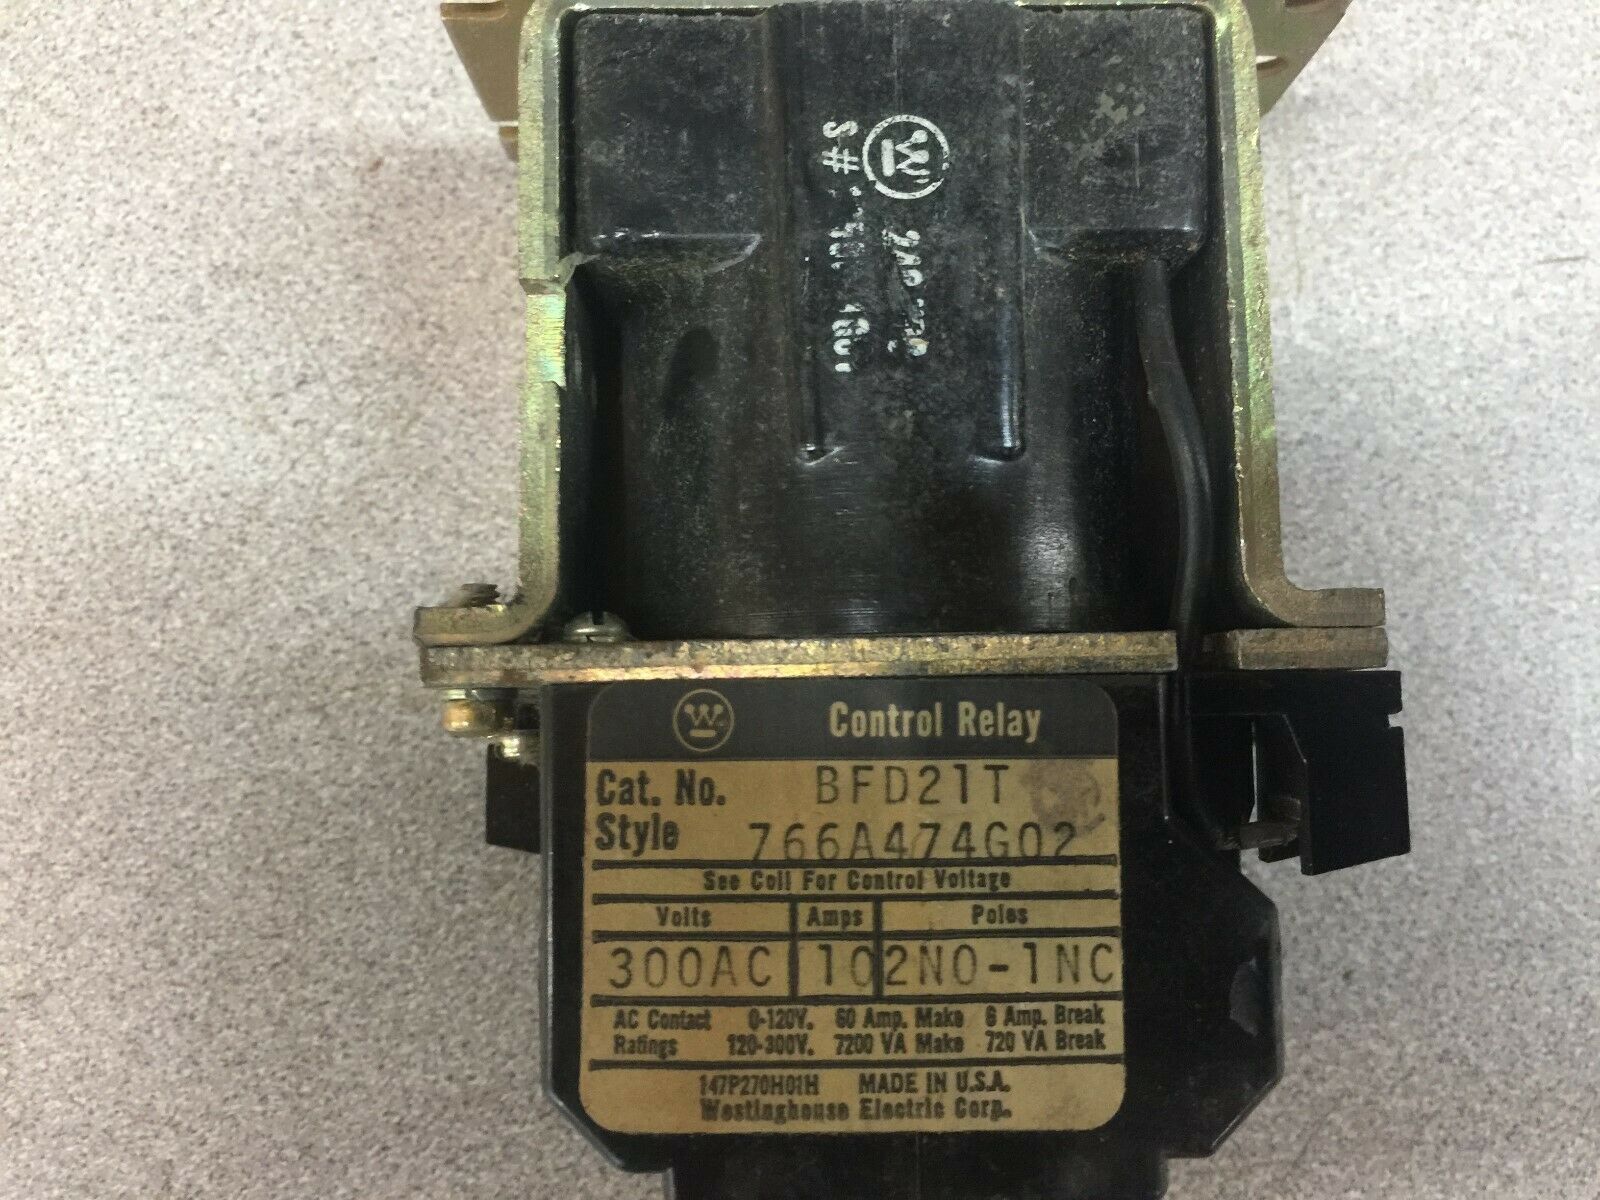 W
S#
W Control Relay
Cat. No. BFD21T
Style 766A474G02
See Coil For Control Voltage
Volts Amps Poles
300AC 10 2NO-1NC
AC Contact 0-120V. 60 Amp. Make 6 Amp. Break
Ratings 120-300V. 7200 VA Make 720 VA Break
147P270H01H MADE IN U.S.A.
Westinghouse Electric Corp.